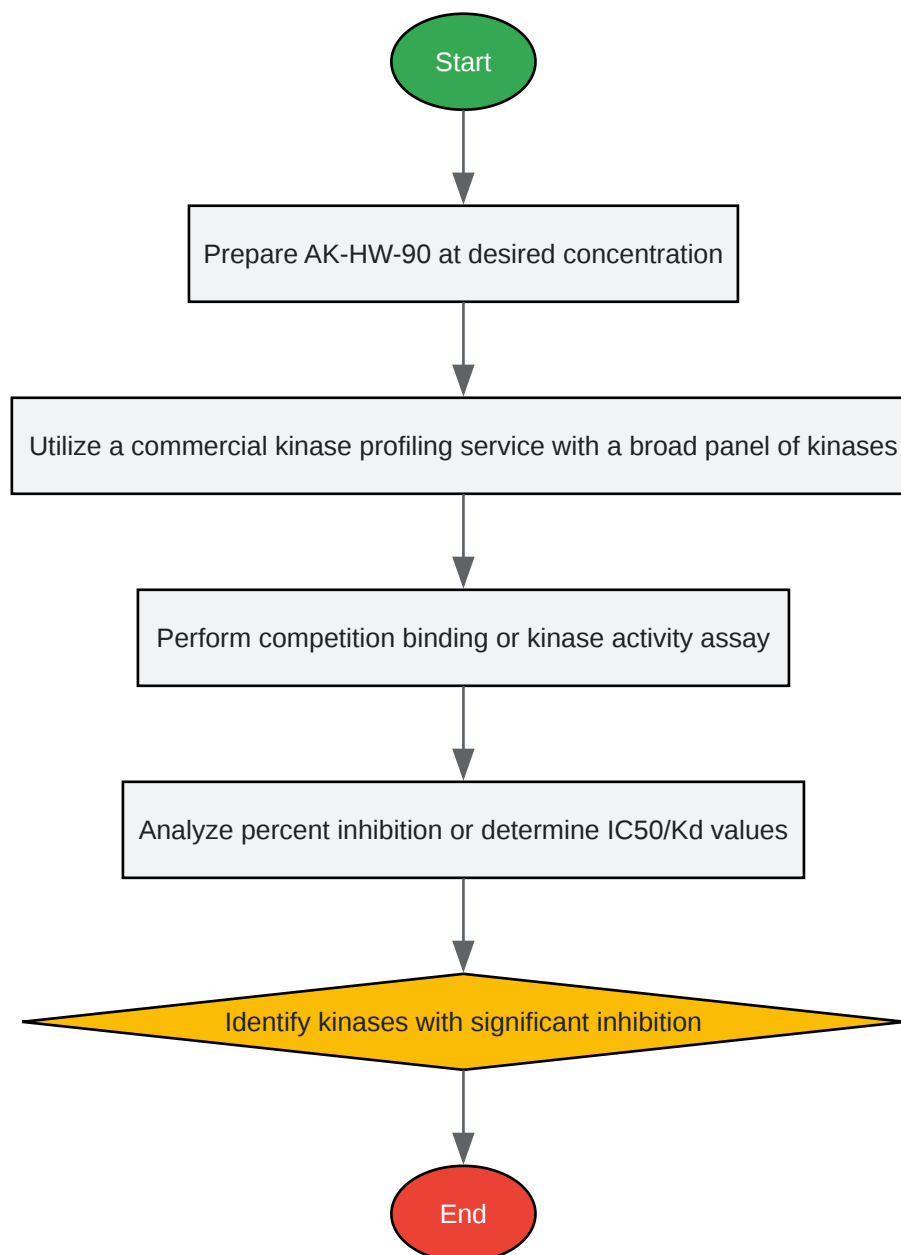 Start
Prepare AK-HW-90 at desired concentration
Utilize a commercial kinase profiling service with a broad panel of kinases
Perform competition binding or kinase activity assay
Analyze percent inhibition or determine IC50/Kd values
Identify kinases with significant inhibition
End